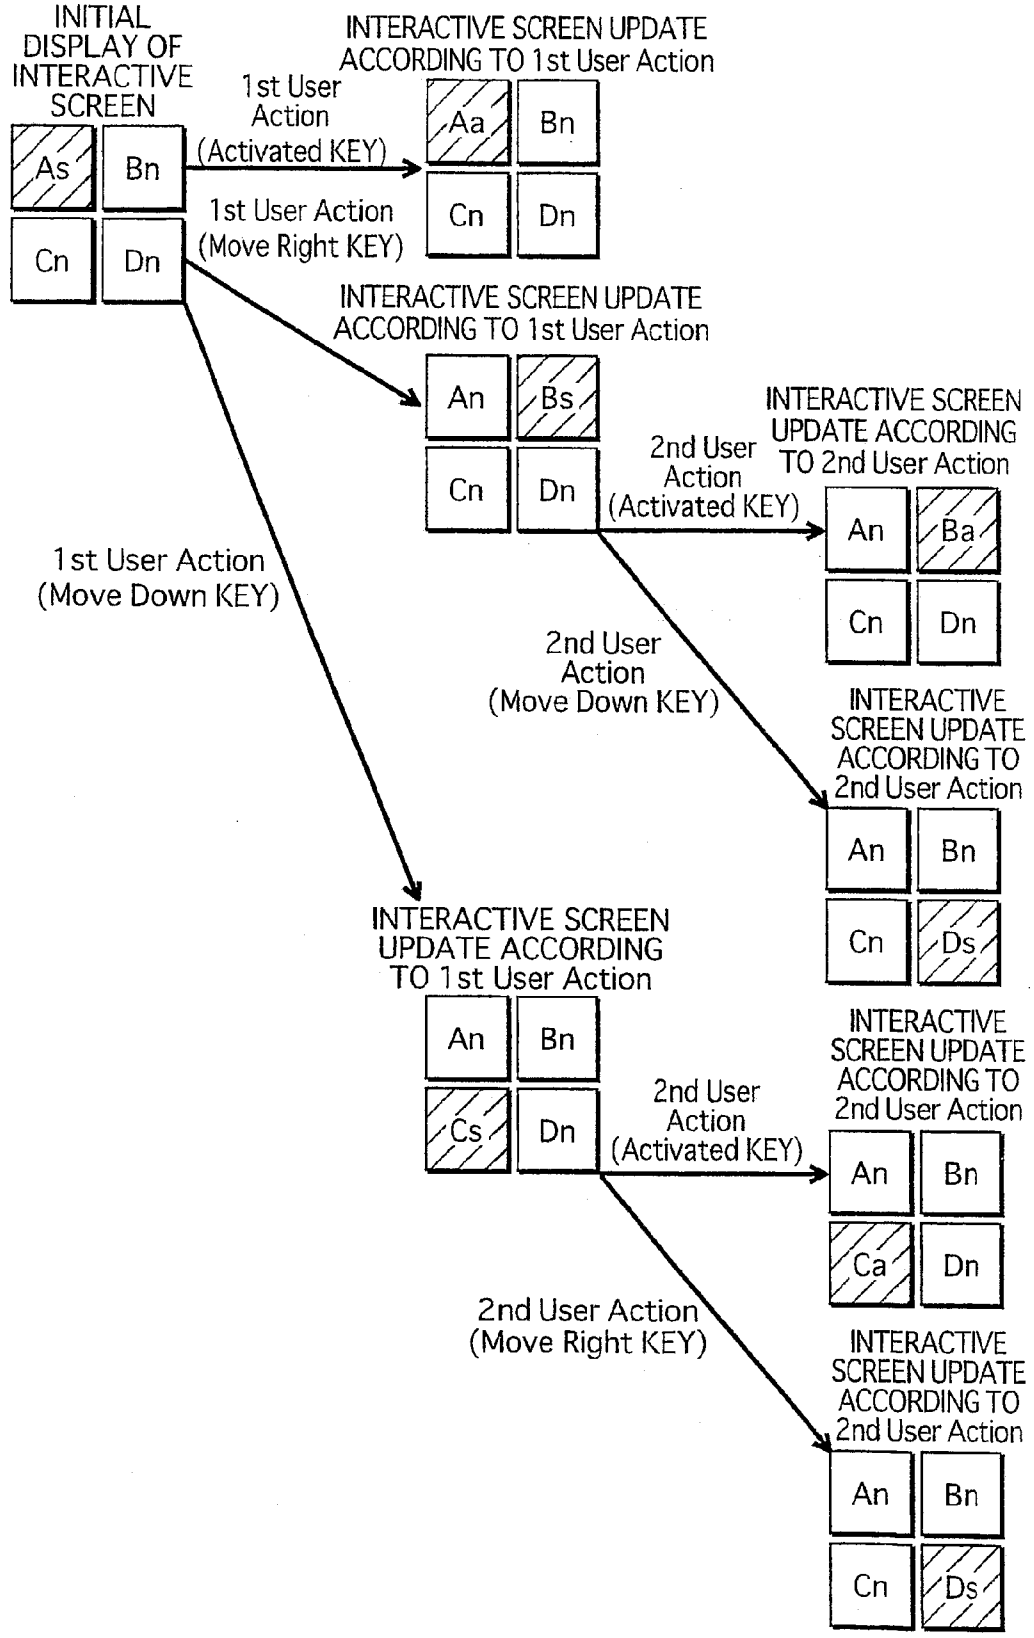 INITIAL
DISPLAY OF
INTERACTIVE
SCREEN
As Bn
Cn Dn
1st User
Action
(Activated KEY)
INTERACTIVE SCREEN UPDATE
ACCORDING TO 1st User Action
Aa Bn
Cn Dn
1st User Action
(Move Right KEY)
INTERACTIVE SCREEN UPDATE
ACCORDING TO 1st User Action
An Bs
Cn Dn
2nd User
Action
(Activated KEY)
INTERACTIVE SCREEN
UPDATE ACCORDING
TO 2nd User Action
An Ba
Cn Dn
1st User Action
(Move Down KEY)
2nd User
Action
(Move Down KEY)
INTERACTIVE
SCREEN UPDATE
ACCORDING TO
2nd User Action
An Bn
Cn Ds
INTERACTIVE SCREEN
UPDATE ACCORDING
TO 1st User Action
An Bn
Cs Dn
2nd User
Action
(Activated KEY)
INTERACTIVE
SCREEN UPDATE
ACCORDING TO
2nd User Action
An Bn
Ca Dn
2nd User Action
(Move Right KEY)
INTERACTIVE
SCREEN UPDATE
ACCORDING TO
2nd User Action
An Bn
Cn Ds